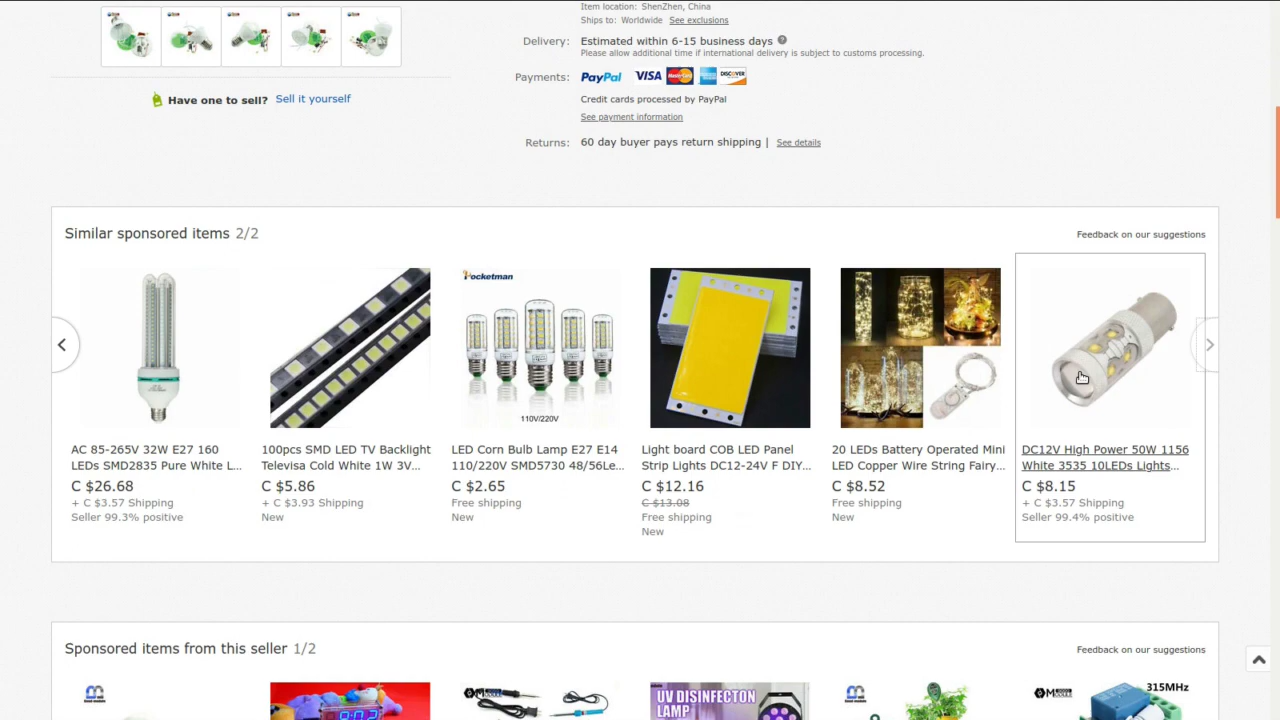 Item location: ShenZhen, China
Ships to: Worldwide See exclusions
Delivery: Estimated within 6-15 business days
Please allow additional time if international delivery is subject to customs processing.
Payments: PayPal VISA MasterCard DISCOVER
Credit cards processed by PayPal
See payment information
Have one to sell? Sell it yourself
Returns: 60 day buyer pays return shipping | See details
Similar sponsored items 2/2
Feedback on our suggestions
Pocketman
110V/220V
AC 85-265V 32W E27 160
LEDs SMD2835 Pure White L...
C $26.68
+ C $3.57 Shipping
Seller 99.3% positive
100pcs SMD LED TV Backlight
Televisa Cold White 1W 3V...
C $5.86
+ C $3.93 Shipping
New
LED Corn Bulb Lamp E27 E14
110/220V SMD5730 48/56Le...
C $2.65
Free shipping
New
Light board COB LED Panel
Strip Lights DC12-24V F DIY...
C $12.16
C $13.08
Free shipping
New
20 LEDs Battery Operated Mini
LED Copper Wire String Fairy...
C $8.52
Free shipping
New
DC12V High Power 50W 1156
White 3535 10LEDs Lights...
C $8.15
+ C $3.57 Shipping
Seller 99.4% positive
Sponsored items from this seller 1/2
Feedback on our suggestions
9:02
UV DISINFECTON
LAMP
315MHz